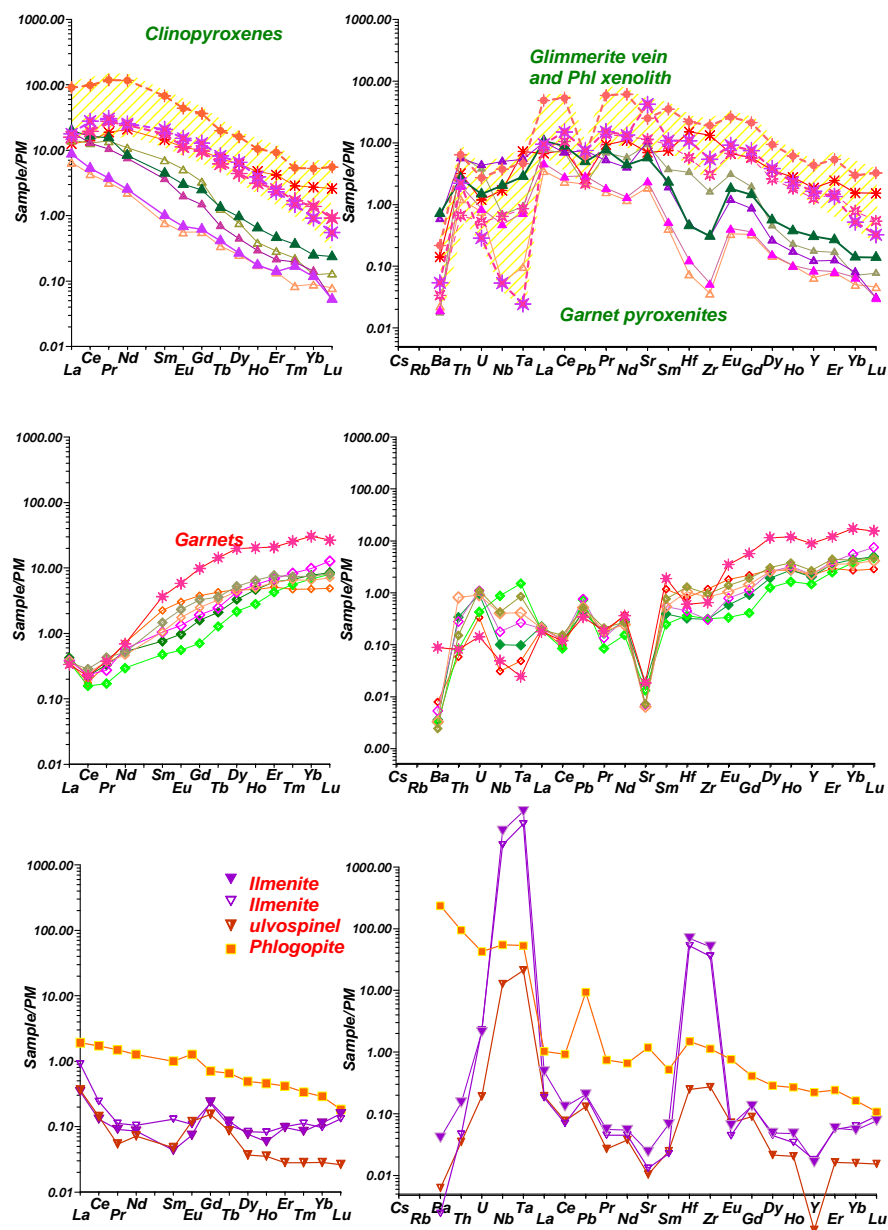 1000.00
100.00
10.00
1.00
0.10
0.01
Sample/PM
Clinopyroxenes
La Ce Pr Nd Sm Eu Gd Tb Dy Ho Er Tm Yb Lu
1000.00
100.00
10.00
1.00
0.10
0.01
Sample/PM
Glimmerite vein
and Phl xenolith
Garnet pyroxenites
Cs Rb Ba Th U Nb Ta La Ce Pb Pr Nd Sr Sm Hf Zr Eu Gd Dy Ho Y Er Yb Lu
1000.00
100.00
10.00
1.00
0.10
0.01
Sample/PM
Garnets
La Ce Pr Nd Sm Eu Gd Tb Dy Ho Er Tm Yb Lu
1000.00
100.00
10.00
1.00
0.10
0.01
0.00
Sample/PM
Cs Rb Ba Th U Nb Ta La Ce Pb Pr Nd Sr Sm Hf Zr Eu Gd Dy Ho Y Er Yb Lu
1000.00
100.00
10.00
1.00
0.10
0.01
Sample/PM
Ilmenite
Ilmenite
ulvospinel
Phlogopite
La Ce Pr Nd Sm Eu Gd Tb Dy Ho Er Tm Yb Lu
1000.00
100.00
10.00
1.00
0.10
0.01
Sample/PM
Cs Rb Ba Th U Nb Ta La Ce Pb Pr Nd Sr Sm Hf Zr Eu Gd Dy Ho Y Er Yb Lu